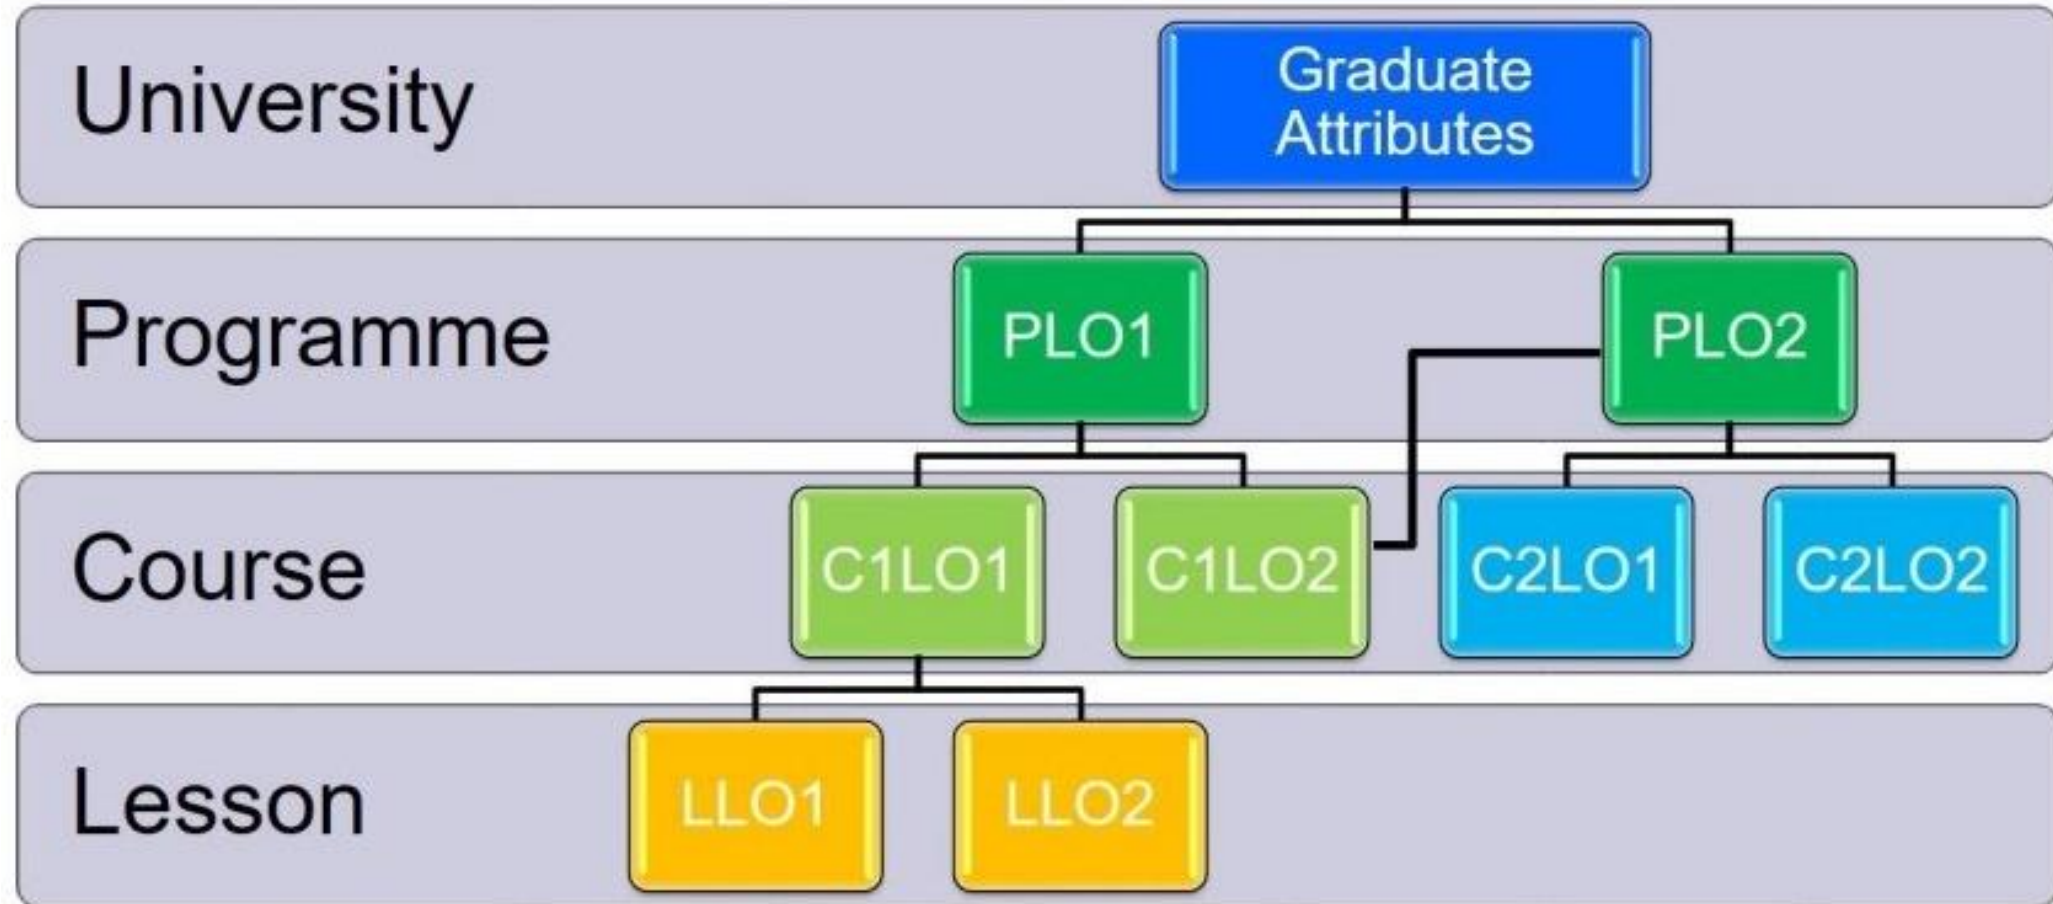 University
Graduate
Attributes
Programme
PLO1
PLO2
Course
C1LO1
C1LO2
C2LO1
C2LO2
Lesson
LLO1
LLO2